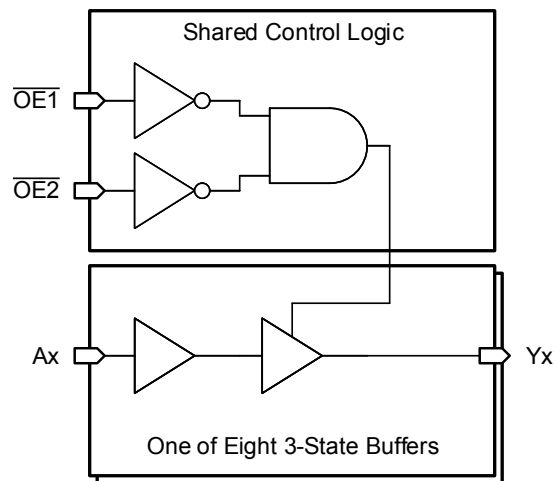 Shared Control Logic
OE1
OE2
Ax
Yx
One of Eight 3-State Buffers